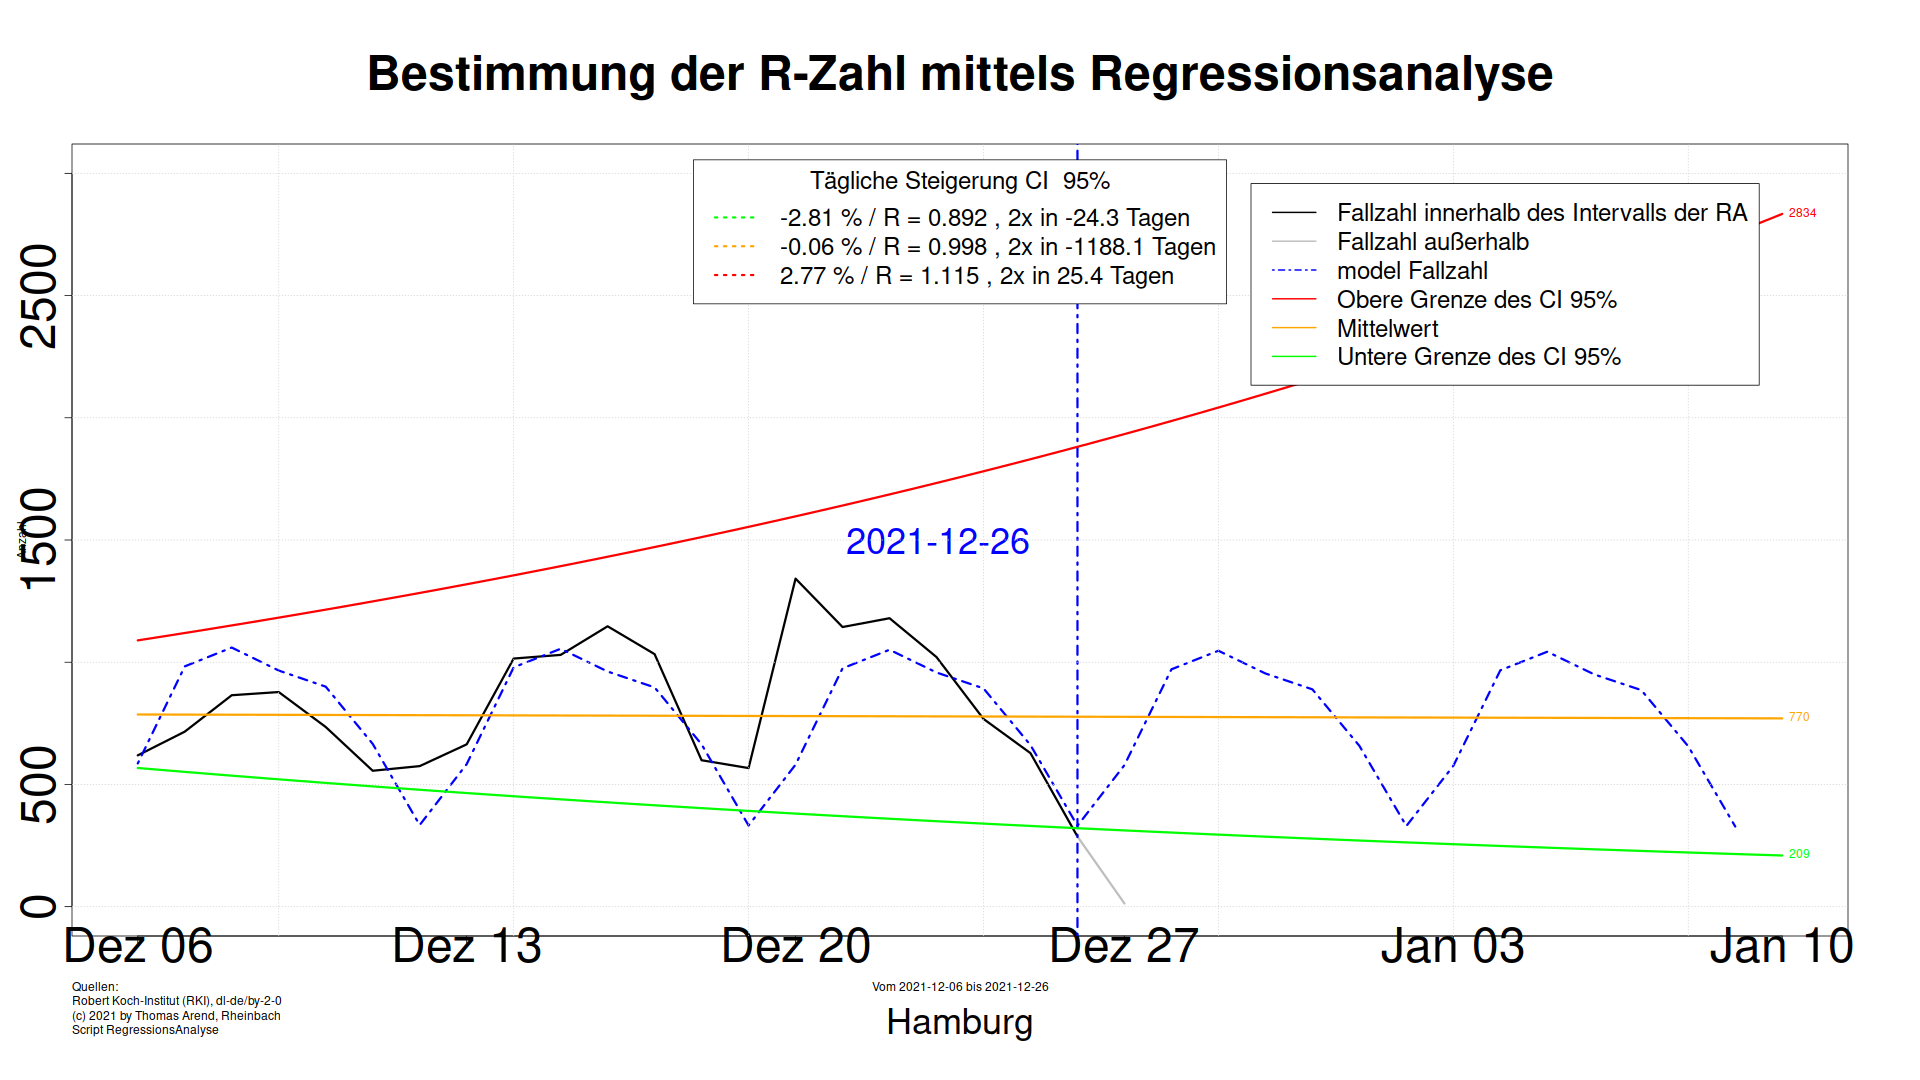 Bestimmung der R-Zahl mittels Regressionsanalyse
Tägliche Steigerung CI  95%
-2.81 % / R = 0.892 , 2x in -24.3 Tagen
-0.06 % / R = 0.998 , 2x in -1188.1 Tagen
2.77 % / R = 1.115 , 2x in 25.4 Tagen
Fallzahl innerhalb des Intervalls der RA
Fallzahl außerhalb
model Fallzahl
Obere Grenze des CI 95%
Mittelwert
Untere Grenze des CI 95%
2834
2500
1500
500
0
Anzahl
2021-12-26
770
209
Dez 06
Dez 13
Dez 20
Dez 27
Jan 03
Jan 10
Quellen:
Robert Koch-Institut (RKI), dl-de/by-2-0
(c) 2021 by Thomas Arend, Rheinbach
Script RegressionsAnalyse
Vom 2021-12-06 bis 2021-12-26
Hamburg